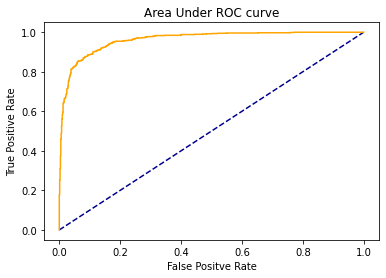 Area Under ROC curve
True Positive Rate
1.0
0.8
0.6
0.4
0.2
0.0
0.0 0.2 0.4 0.6 0.8 1.0
False Positve Rate